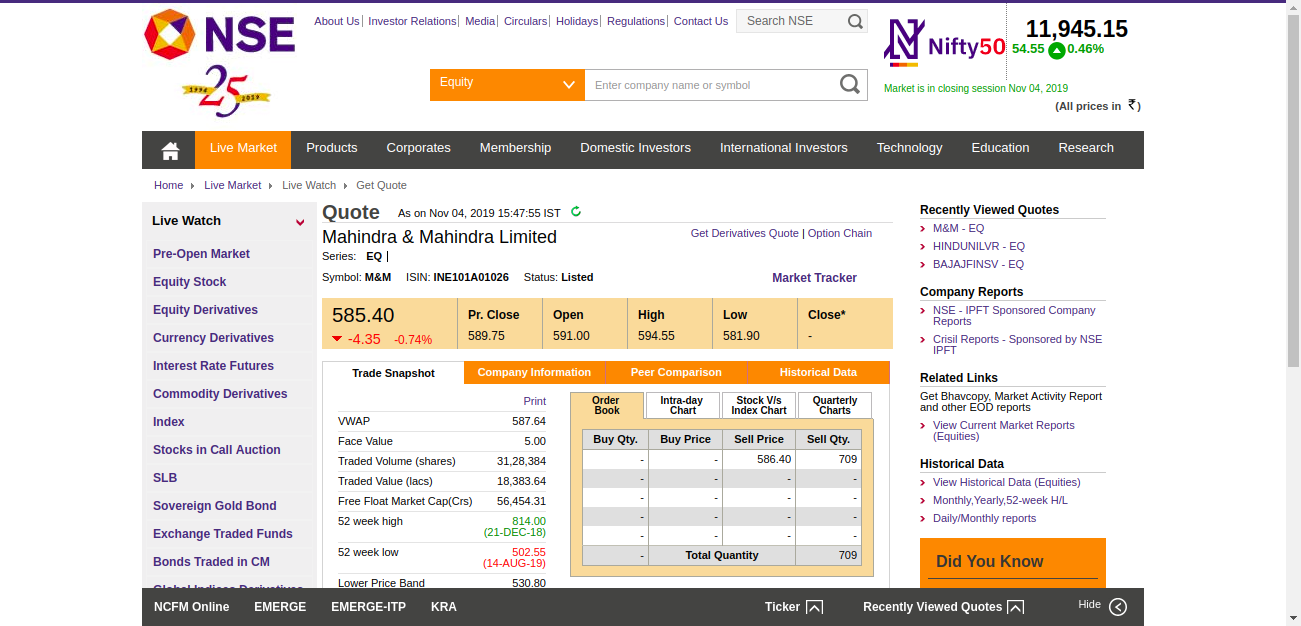 NSE
1994 25 2019
About Us | Investor Relations | Media | Circulars | Holidays | Regulations | Contact Us
Search NSE
Equity
Enter company name or symbol
Nifty50
11,945.15
54.55 0.46%
Market is in closing session Nov 04, 2019
(All prices in ₹)
Live Market Products Corporates Membership Domestic Investors International Investors Technology Education Research
Home Live Market Live Watch Get Quote
Live Watch
Pre-Open Market
Equity Stock
Equity Derivatives
Currency Derivatives
Interest Rate Futures
Commodity Derivatives
Index
Stocks in Call Auction
SLB
Sovereign Gold Bond
Exchange Traded Funds
Bonds Traded in CM
Global Indices Derivatives
Quote As on Nov 04, 2019 15:47:55 IST
Mahindra & Mahindra Limited
Get Derivatives Quote | Option Chain
Series: EQ |
Symbol: M&M ISIN: INE101A01026 Status: Listed
Market Tracker
585.40
-4.35 -0.74%
Pr. Close Open High Low Close*
589.75 591.00 594.55 581.90 -
Trade Snapshot Company Information Peer Comparison Historical Data
Print
VWAP 587.64
Face Value 5.00
Traded Volume (shares) 31,28,384
Traded Value (lacs) 18,383.64
Free Float Market Cap(Crs) 56,454.31
52 week high 814.00
(21-DEC-18)
52 week low 502.55
(14-AUG-19)
Lower Price Band 530.80
Order
Book
Intra-day
Chart
Stock V/s
Index Chart
Quarterly
Charts
Buy Qty. Buy Price Sell Price Sell Qty.
- - 586.40 709
- - - -
- - - -
- - - -
- - - -
- Total Quantity 709
Recently Viewed Quotes
M&M - EQ
HINDUNILVR - EQ
BAJAJFINSV - EQ
Company Reports
NSE - IPFT Sponsored Company
Reports
Crisil Reports - Sponsored by NSE
IPFT
Related Links
Get Bhavcopy, Market Activity Report
and other EOD reports
View Current Market Reports
(Equities)
Historical Data
View Historical Data (Equities)
Monthly,Yearly,52-week H/L
Daily/Monthly reports
Did You Know
NCFM Online EMERGE EMERGE-ITP KRA Ticker Recently Viewed Quotes Hide